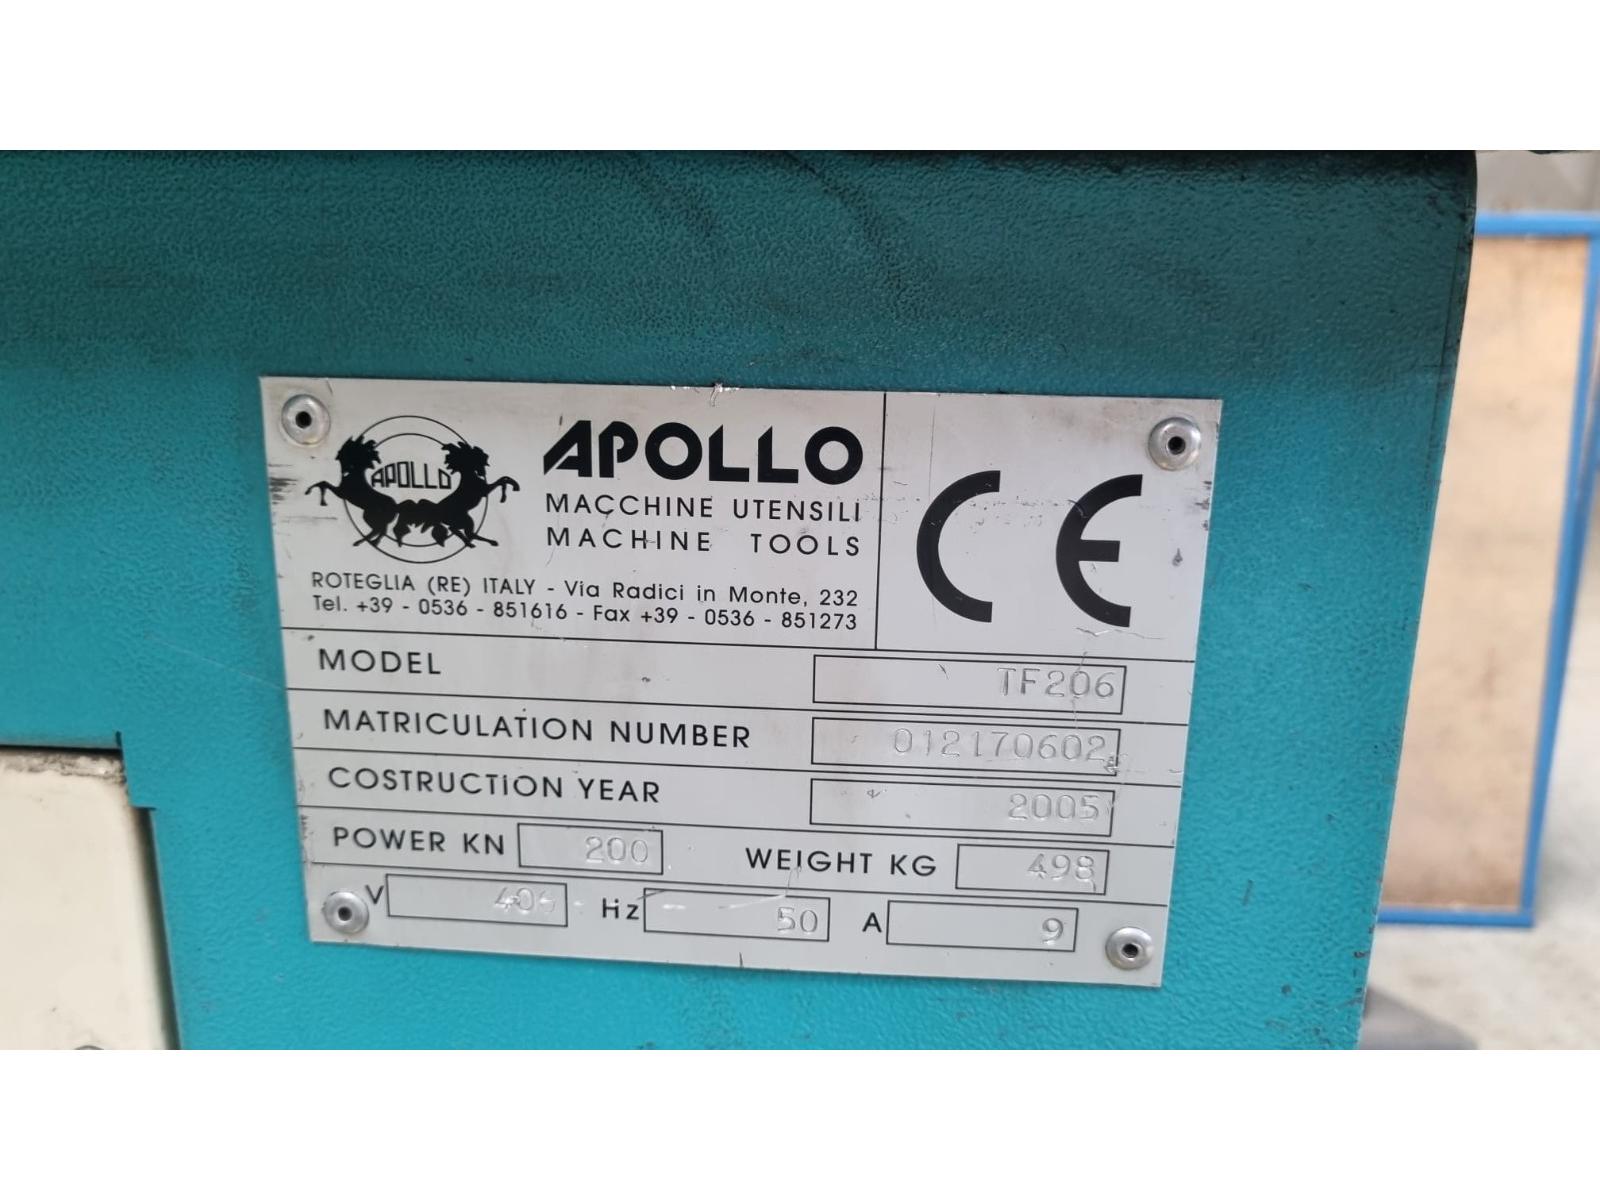 APOLLO
APOLLO
MACCHINE UTENSILI
MACHINE TOOLS
ROTEGLIA (RE) ITALY - Via Radici in Monte, 232
Tel. +39 - 0536 - 851616 - Fax +39 - 0536 - 851273
CE
MODEL TF206
MATRICULATION NUMBER 012170602
COSTRUCTION YEAR 2005
POWER KN 200 WEIGHT KG 498
V Hz 50 A 9